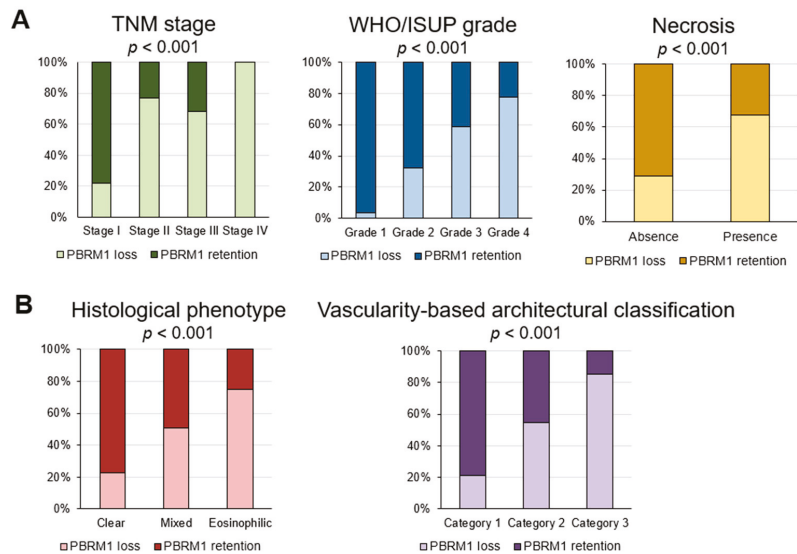 A
TNM stage
p < 0.001
100%
80%
60%
40%
20%
0%
Stage I Stage II Stage III Stage IV
PBRM1 loss PBRM1 retention
WHO/ISUP grade
p < 0.001
100%
80%
60%
40%
20%
0%
Grade 1 Grade 2 Grade 3 Grade 4
PBRM1 loss PBRM1 retention
Necrosis
p < 0.001
100%
80%
60%
40%
20%
0%
Absence Presence
PBRM1 loss PBRM1 retention
B
Histological phenotype
p < 0.001
100%
80%
60%
40%
20%
0%
Clear Mixed Eosinophilic
PBRM1 loss PBRM1 retention
Vascularity-based architectural classification
p < 0.001
100%
80%
60%
40%
20%
0%
Category 1 Category 2 Category 3
PBRM1 loss PBRM1 retention